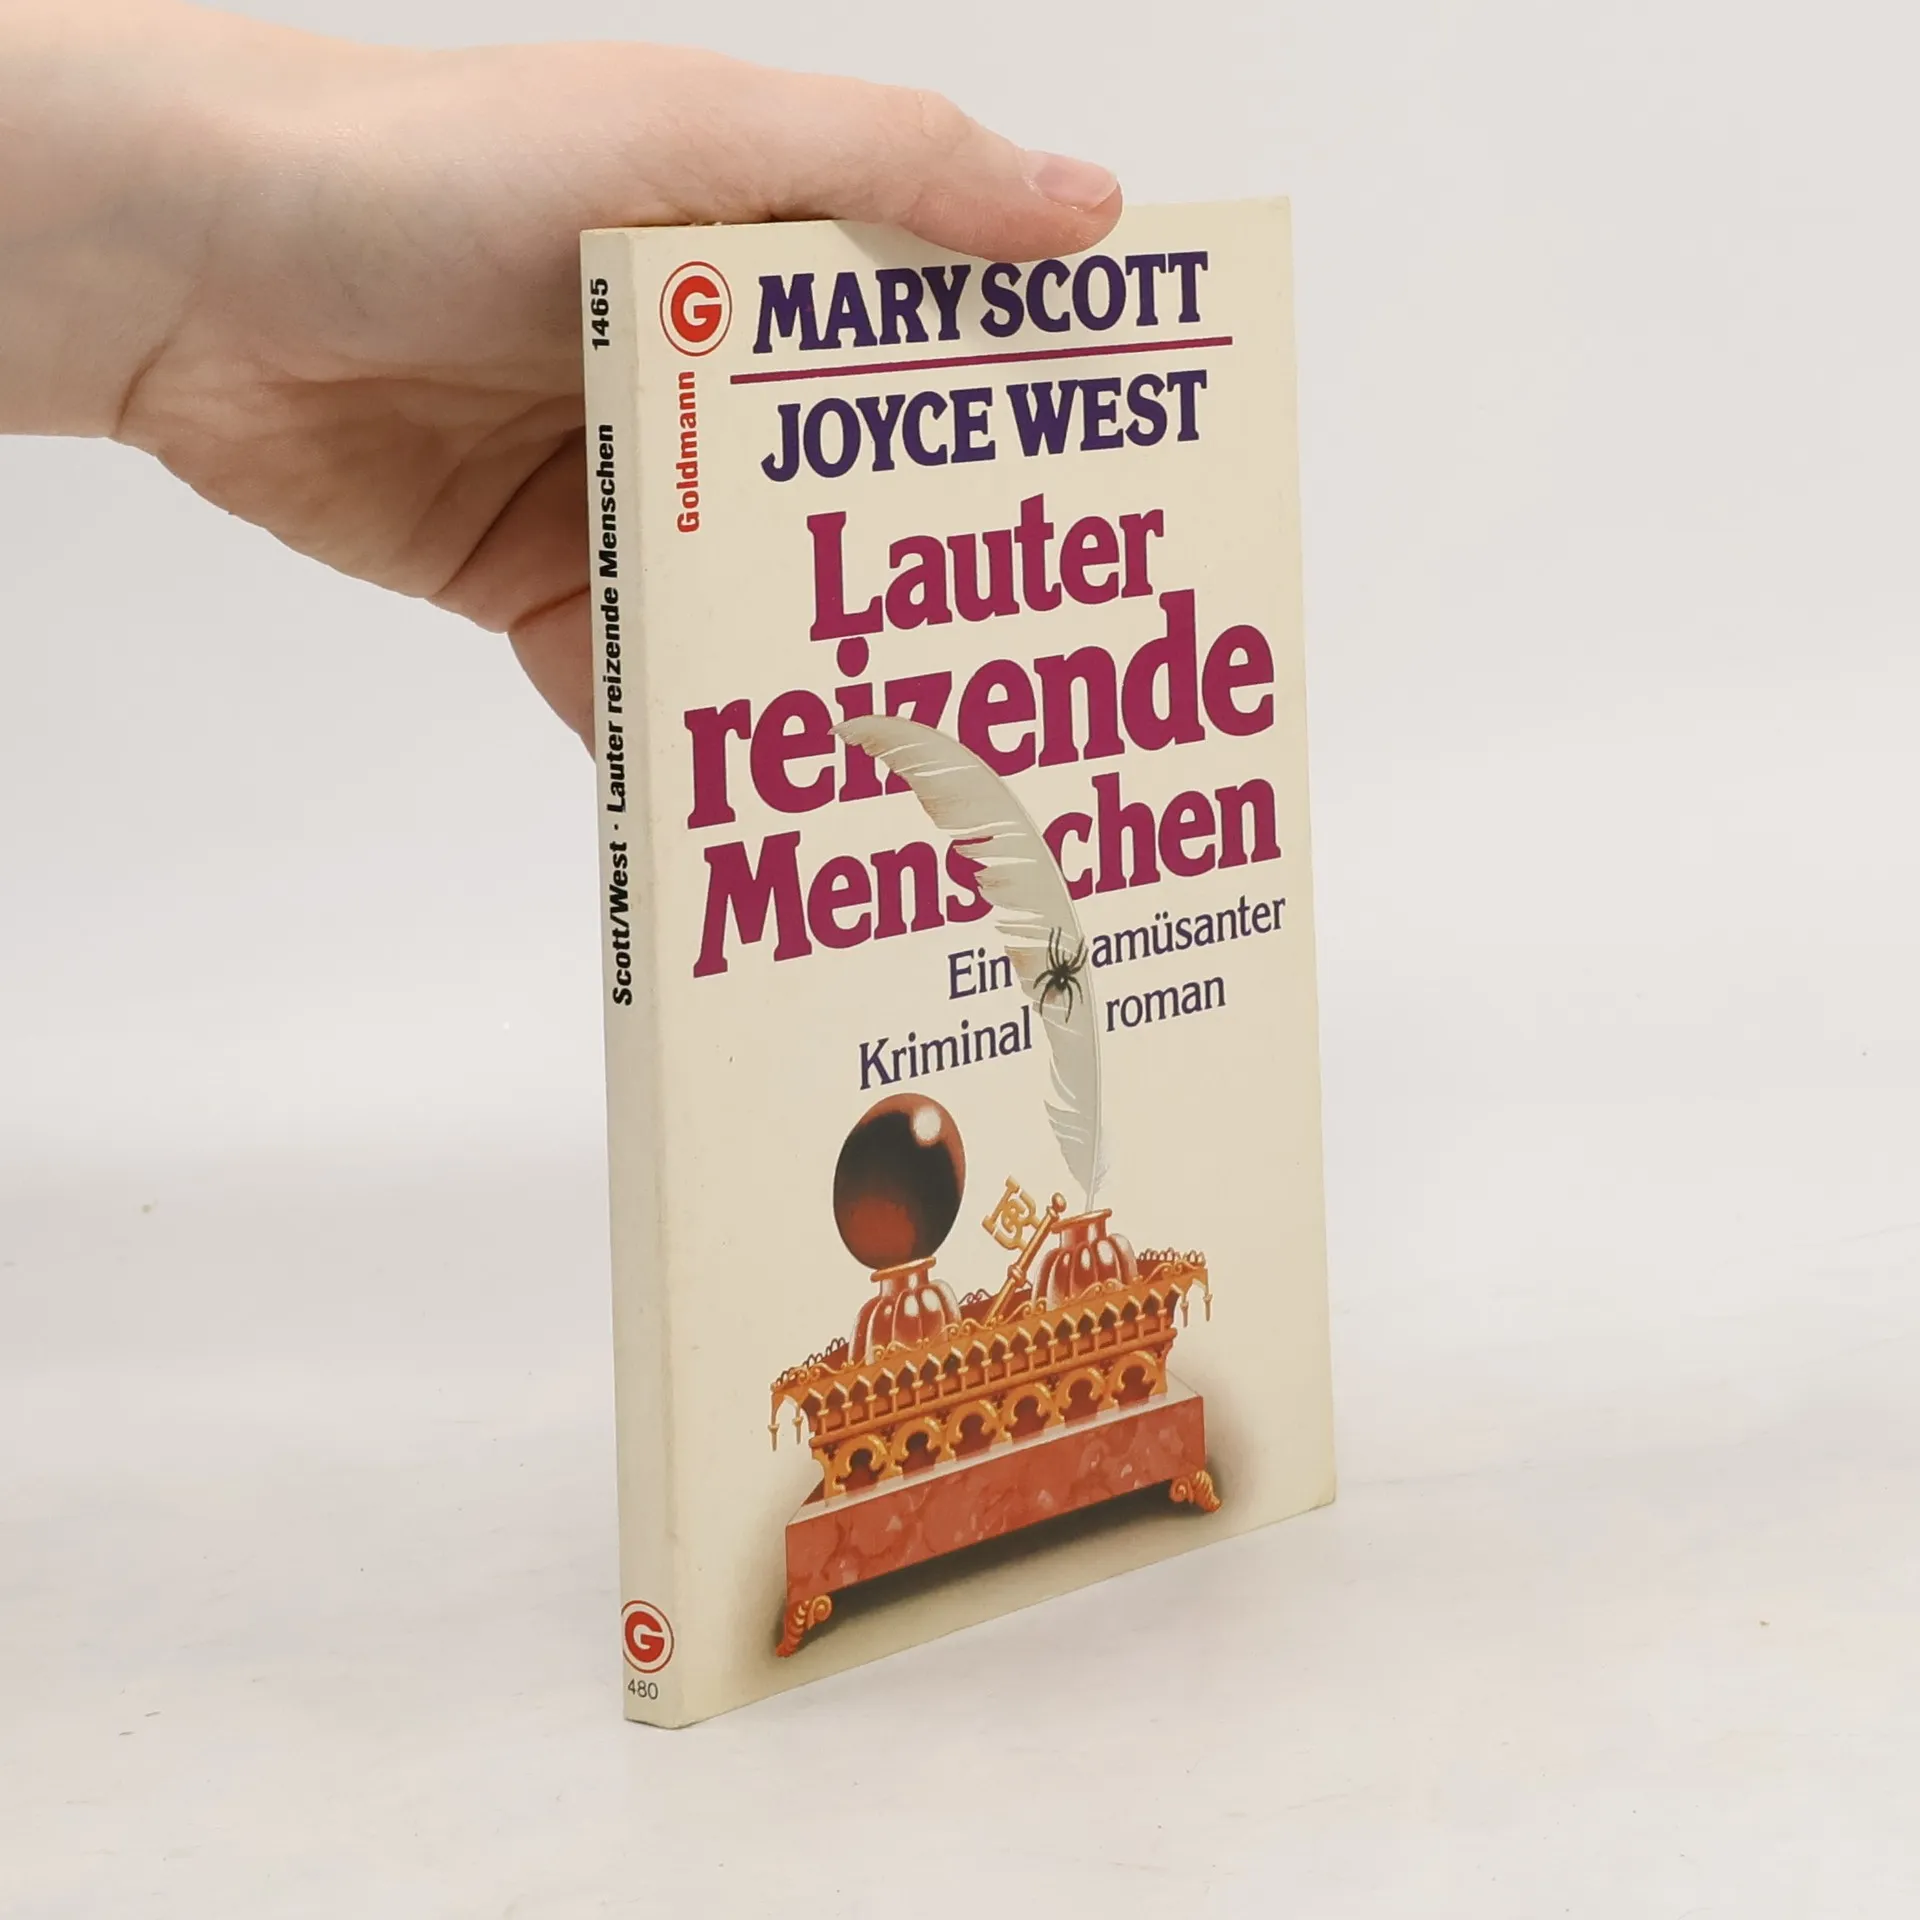 1465
Scott/West · Lauter reizende Menschen
G
480
G
Goldmann
MARY SCOTT
JOYCE WEST
Lauter
reizende
Menschen
Ein amüsanter
Kriminalroman